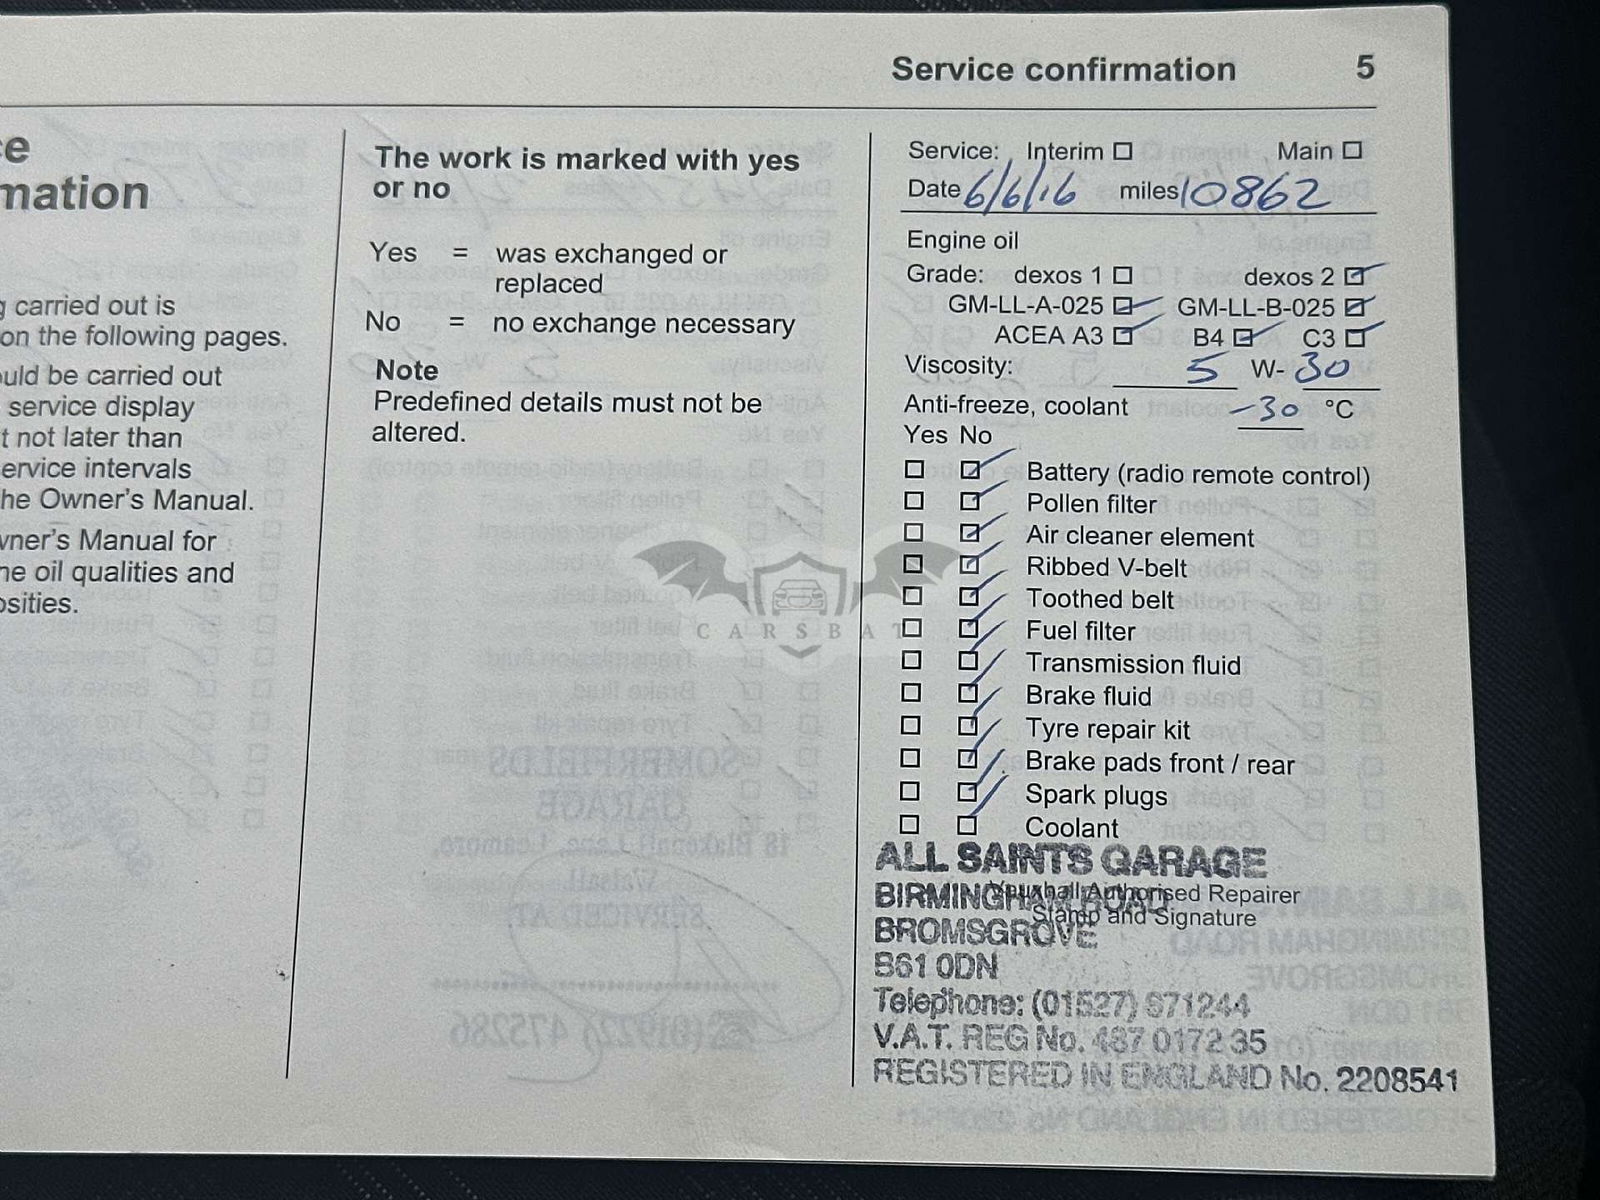 Service confirmation 5
ce
mation
g carried out is
on the following pages.
uld be carried out
service display
t not later than
ervice intervals
he Owner's Manual.
wner's Manual for
ne oil qualities and
osities.
The work is marked with yes
or no
Yes = was exchanged or
replaced
No = no exchange necessary
Note
Predefined details must not be
altered.
Service: Interim Main
Date 6/6/16 miles 10862
Engine oil
Grade: dexos 1 dexos 2
GM-LL-A-025 GM-LL-B-025
ACEA A3 B4 C3
Viscosity: 5 W- 30
Anti-freeze, coolant -30 °C
Yes No
Battery (radio remote control)
Pollen filter
Air cleaner element
Ribbed V-belt
Toothed belt
Fuel filter
Transmission fluid
Brake fluid
Tyre repair kit
Brake pads front / rear
Spark plugs
Coolant
CARSBAT
ALL SAINTS GARAGE
Vauxhall Authorised Repairer
BIRMINGHAM ROAD
Stamp and Signature
BROMSGROVE
B61 0DN
Telephone: (01527) 871244
V.A.T. REG No. 487 0172 35
REGISTERED IN ENGLAND No. 2208541